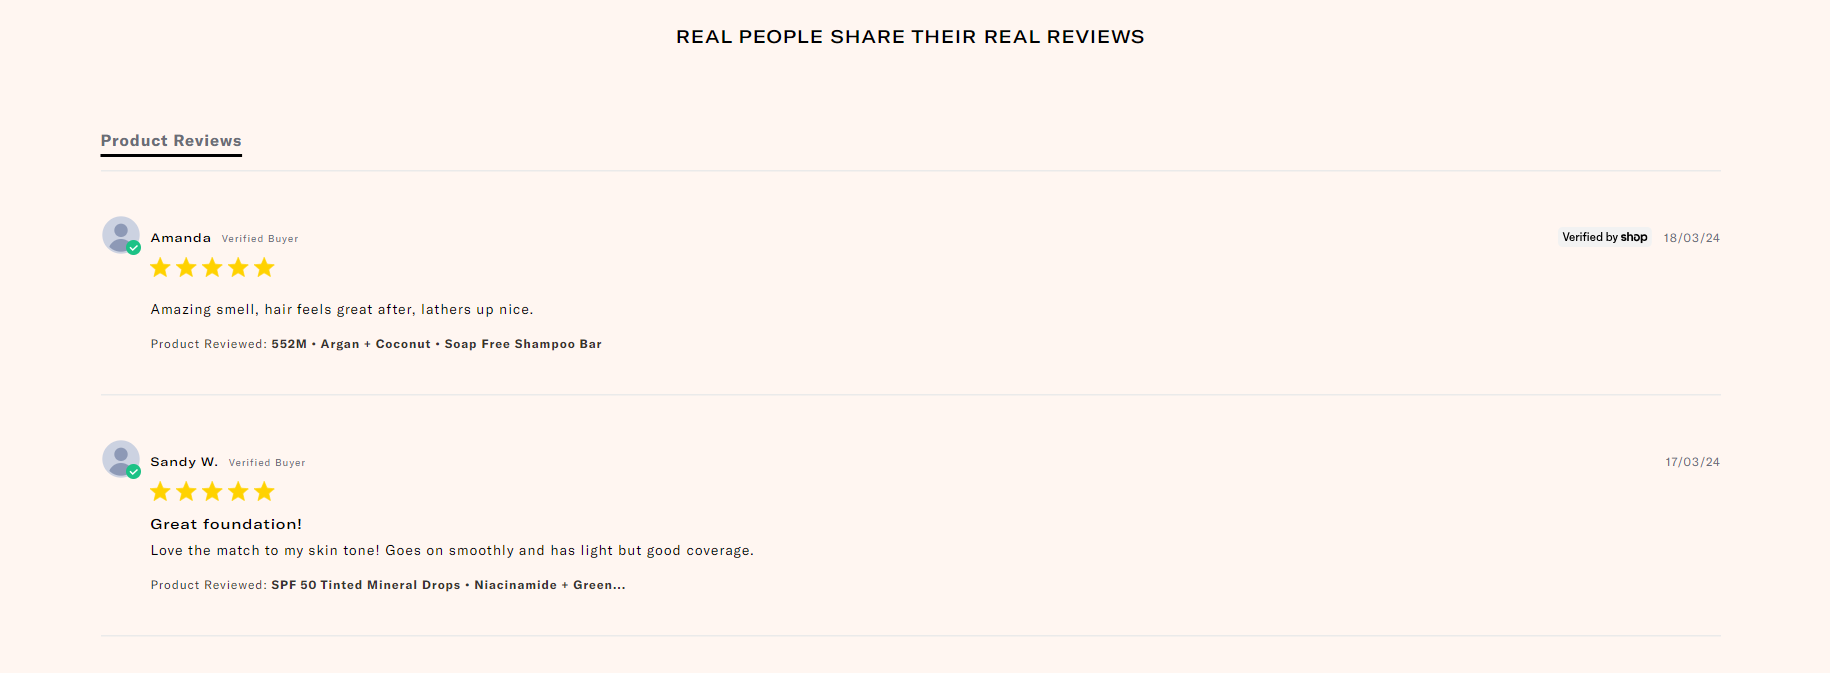 REAL PEOPLE SHARE THEIR REAL REVIEWS
Product Reviews
Amanda Verified Buyer Verified by shop 18/03/24
Amazing smell, hair feels great after, lathers up nice.
Product Reviewed: 552M • Argan + Coconut • Soap Free Shampoo Bar
Sandy W. Verified Buyer 17/03/24
Great foundation!
Love the match to my skin tone! Goes on smoothly and has light but good coverage.
Product Reviewed: SPF 50 Tinted Mineral Drops • Niacinamide + Green...